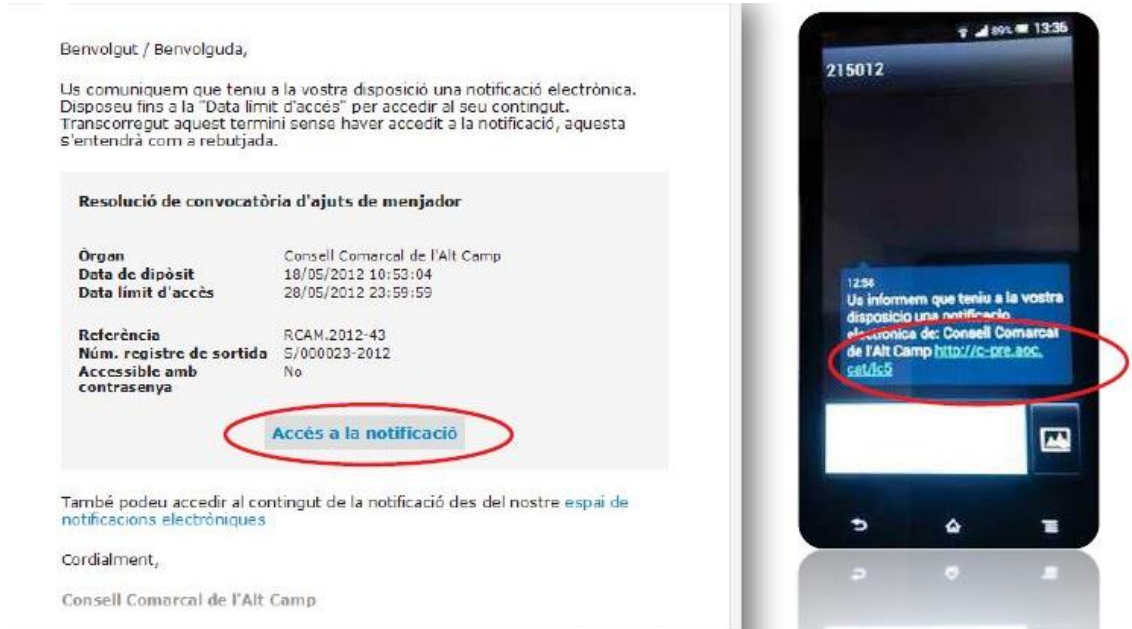 Benvolgut / Benvolguda,
Us comuniquem que teniu a la vostra disposició una notificació electrònica.
Disposeu fins a la "Data límit d'accés" per accedir al seu contingut.
Transcorregut aquest termini sense haver accedit a la notificació, aquesta
s'entendrà com a rebutjada.
Resolució de convocatòria d'ajuts de menjador
Òrgan Consell Comarcal de l'Alt Camp
Data de dipòsit 18/05/2012 10:53:04
Data límit d'accés 28/05/2012 23:59:59
Referència RCAM.2012-43
Núm. registre de sortida S/000023-2012
Accessible amb No
contrasenya
Accés a la notificació
També podeu accedir al contingut de la notificació des del nostre espai de
notificacions electròniques
Cordialment,
Consell Comarcal de l'Alt Camp
89% 13:36
215012
12:56
Us informem que teniu a la vostra
disposicio una notificacio
electronica de: Consell Comarcal
de l'Alt Camp http://c-pre.aoc.
cat/lc5